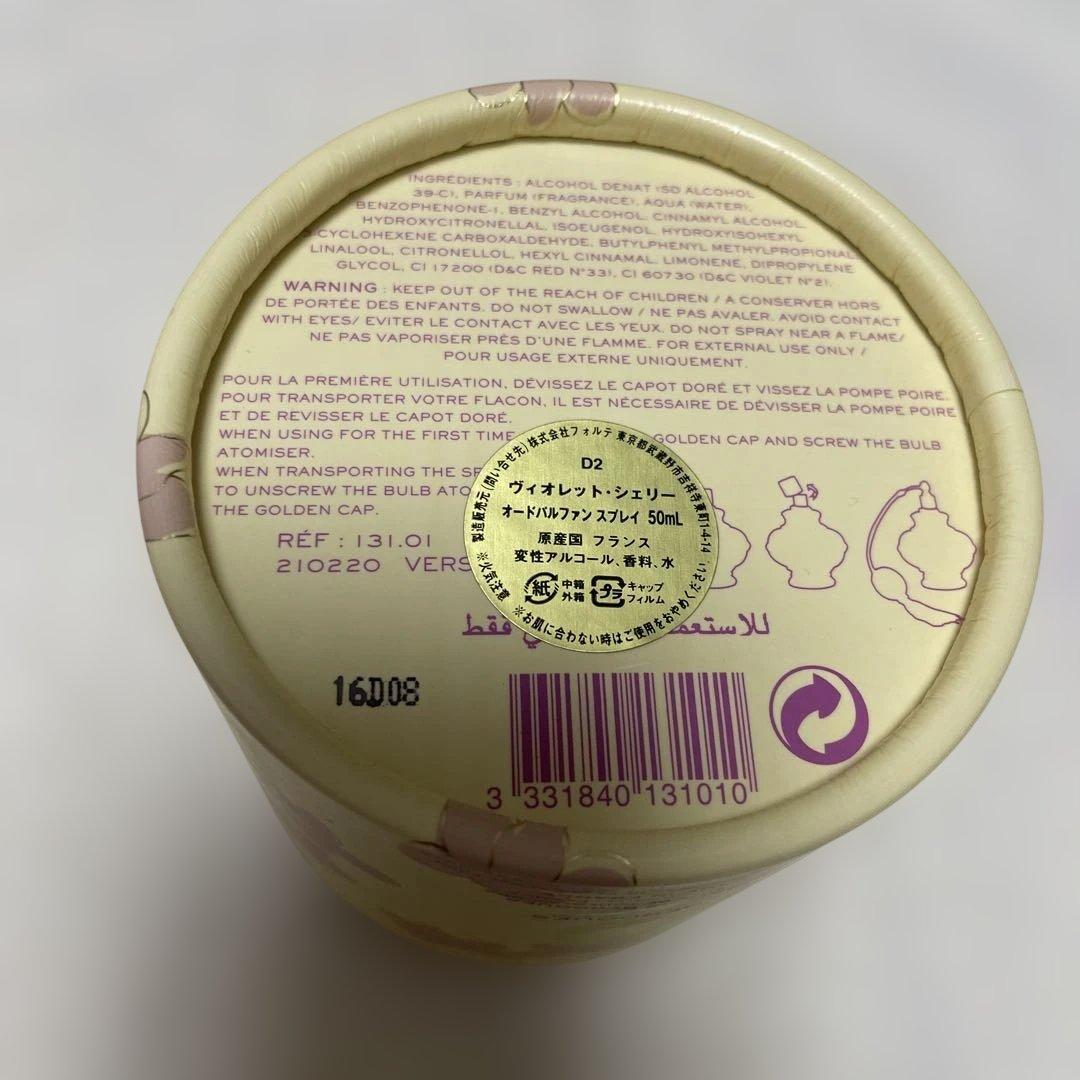 INGRÉDIENTS : ALCOHOL DENAT (SD ALCOHOL
39-C), PARFUM (FRAGRANCE), AQUA (WATER),
BENZOPHENONE-1, BENZYL ALCOHOL, CINNAMYL ALCOHOL,
HYDROXYCITRONELLAL, ISOEUGENOL, HYDROXYISOHEXYL
3-CYCLOHEXENE CARBOXALDEHYDE, BUTYLPHENYL METHYLPROPIONAL,
LINALOOL, CITRONELLOL, HEXYL CINNAMAL, LIMONENE, DIPROPYLENE
GLYCOL, CI 17200 (D&C RED N°33), CI 60730 (D&C VIOLET N°2).
WARNING : KEEP OUT OF THE REACH OF CHILDREN / A CONSERVER HORS
DE PORTÉE DES ENFANTS. DO NOT SWALLOW / NE PAS AVALER. AVOID CONTACT
WITH EYES/ EVITER LE CONTACT AVEC LES YEUX. DO NOT SPRAY NEAR A FLAME/
NE PAS VAPORISER PRÈS D'UNE FLAMME. FOR EXTERNAL USE ONLY /
POUR USAGE EXTERNE UNIQUEMENT.
POUR LA PREMIÈRE UTILISATION, DÉVISSEZ LE CAPOT DORÉ ET VISSEZ LA POMPE POIRE.
POUR TRANSPORTER VOTRE FLACON, IL EST NÉCESSAIRE DE DÉVISSER LA POMPE POIRE
ET DE REVISSER LE CAPOT DORÉ.
WHEN USING FOR THE FIRST TIME GOLDEN CAP AND SCREW THE BULB
ATOMISER.
WHEN TRANSPORTING THE
TO UNSCREW THE BULB
THE GOLDEN CAP.
RÉF : 131.01
210220
製造販売元(問い合せ先)株式会社フォルテ 東京都武蔵野市吉祥寺東町1-4-14
D2
ヴィオレット・シェリー
オードパルファン スプレイ 50mL
原産国 フランス
変性アルコール、香料、水
紙 中箱 外箱 プラ キャップ フィルム
※火気注意 ※お肌に合わない時はご使用をおやめください
فقط
16D08
3 331840 131010